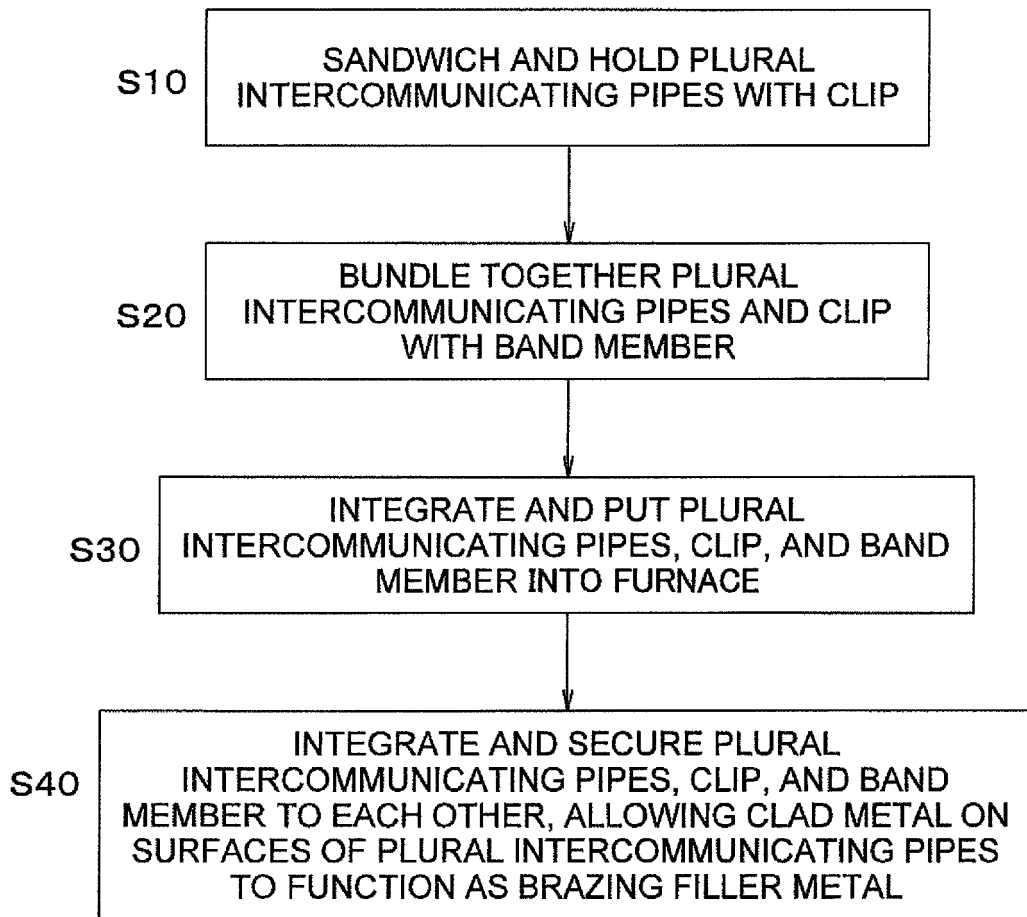 S10
SANDWICH AND HOLD PLURAL
INTERCOMMUNICATING PIPES WITH CLIP
S20
BUNDLE TOGETHER PLURAL
INTERCOMMUNICATING PIPES AND CLIP
WITH BAND MEMBER
S30
INTEGRATE AND PUT PLURAL
INTERCOMMUNICATING PIPES, CLIP, AND BAND
MEMBER INTO FURNACE
S40
INTEGRATE AND SECURE PLURAL
INTERCOMMUNICATING PIPES, CLIP, AND BAND
MEMBER TO EACH OTHER, ALLOWING CLAD METAL ON
SURFACES OF PLURAL INTERCOMMUNICATING PIPES
TO FUNCTION AS BRAZING FILLER METAL